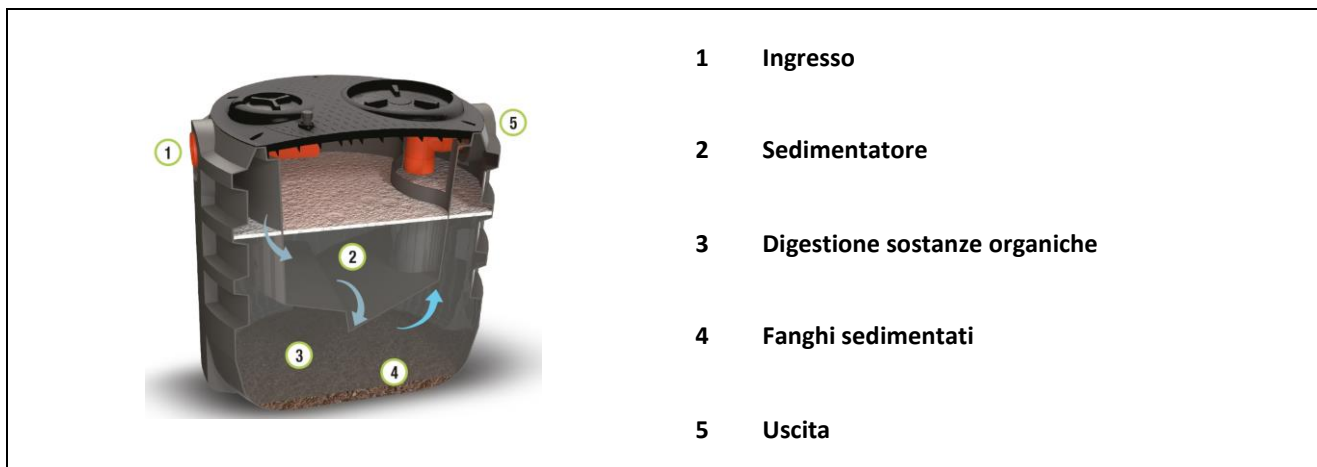 1 Ingresso
2 Sedimentatore
3 Digestione sostanze organiche
4 Fanghi sedimentati
5 Uscita
1
5
2
3
4